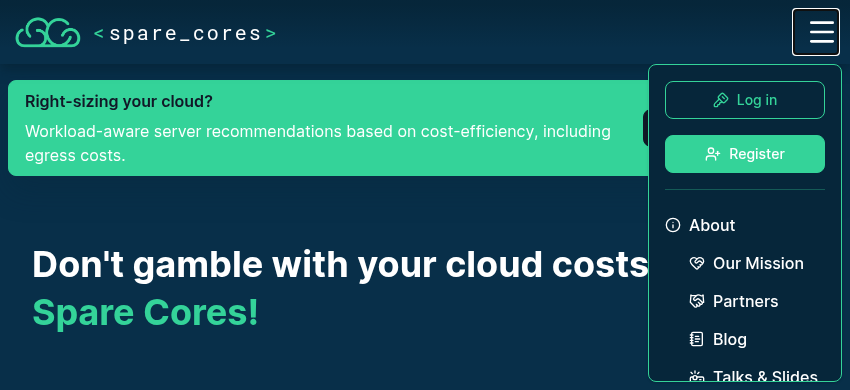 <spare_cores>
Right-sizing your cloud?
Workload-aware server recommendations based on cost-efficiency, including
egress costs.
Don't gamble with your cloud costs
Spare Cores!
Log in
Register
About
Our Mission
Partners
Blog
Talks & Slides